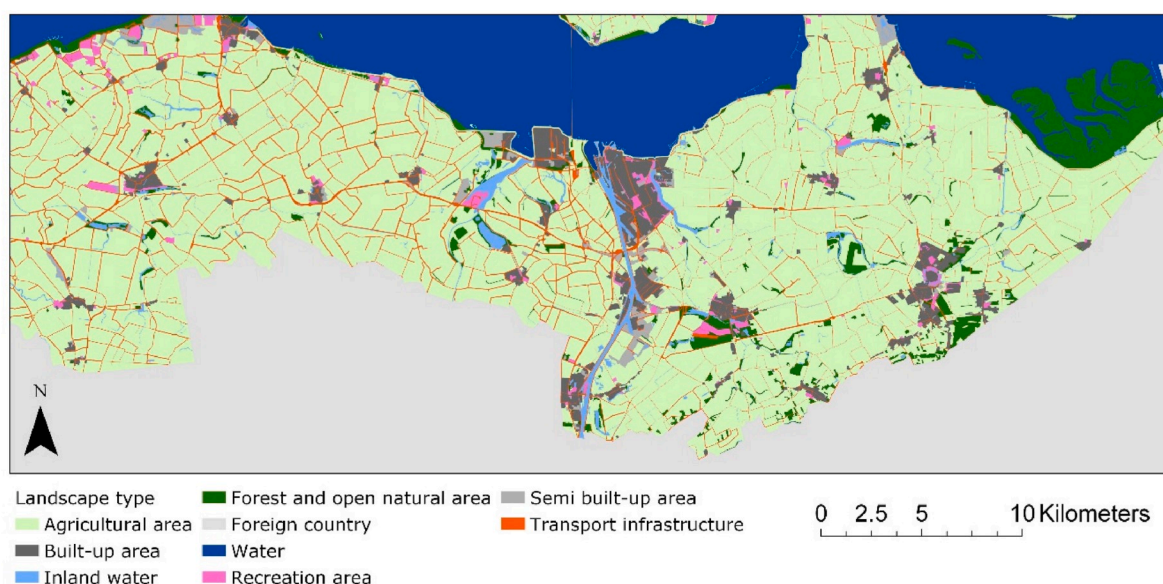 N
Landscape type
Forest and open natural area
Semi built-up area
Agricultural area
Foreign country
Transport infrastructure
Built-up area
Water
Inland water
Recreation area
0 2.5 5 10 Kilometers